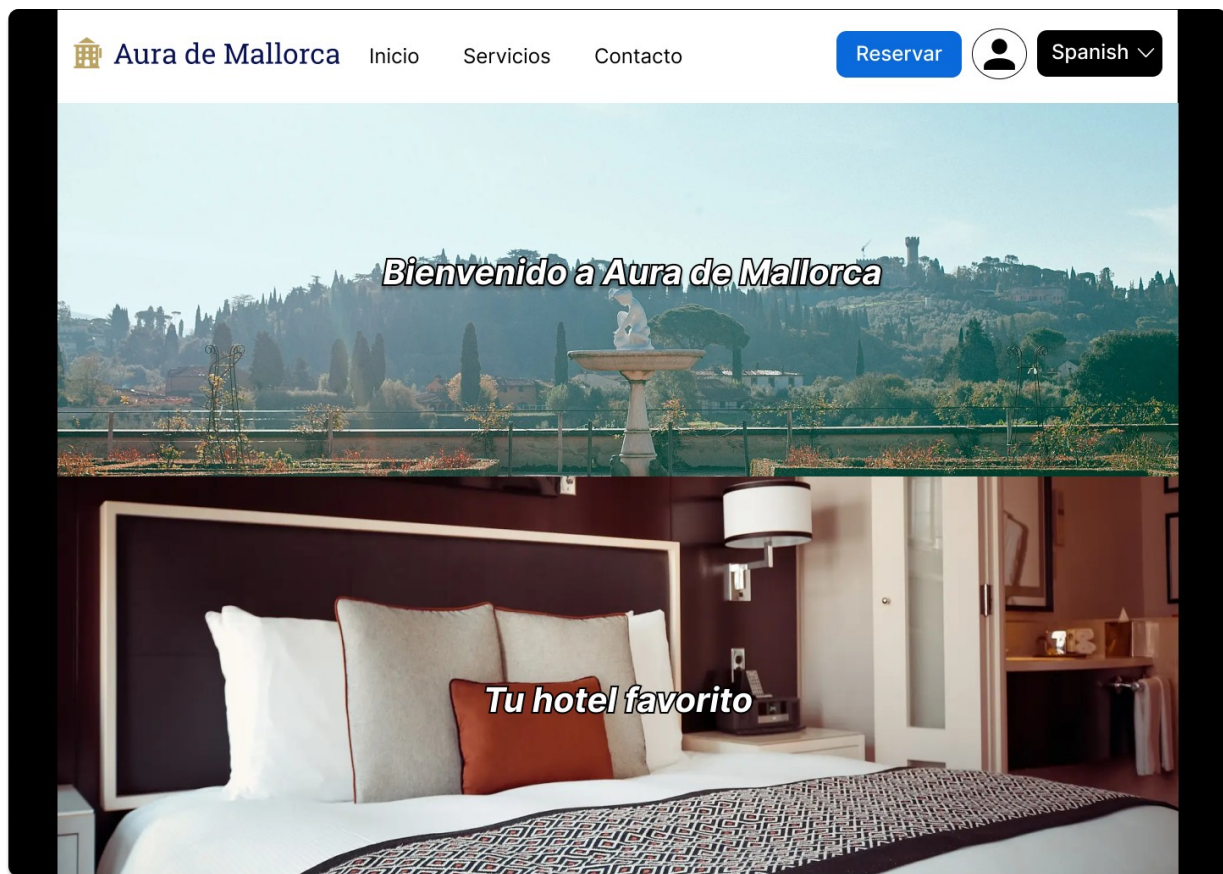 Aura de Mallorca Inicio Servicios Contacto Reservar Spanish
Bienvenido a Aura de Mallorca
Tu hotel favorito